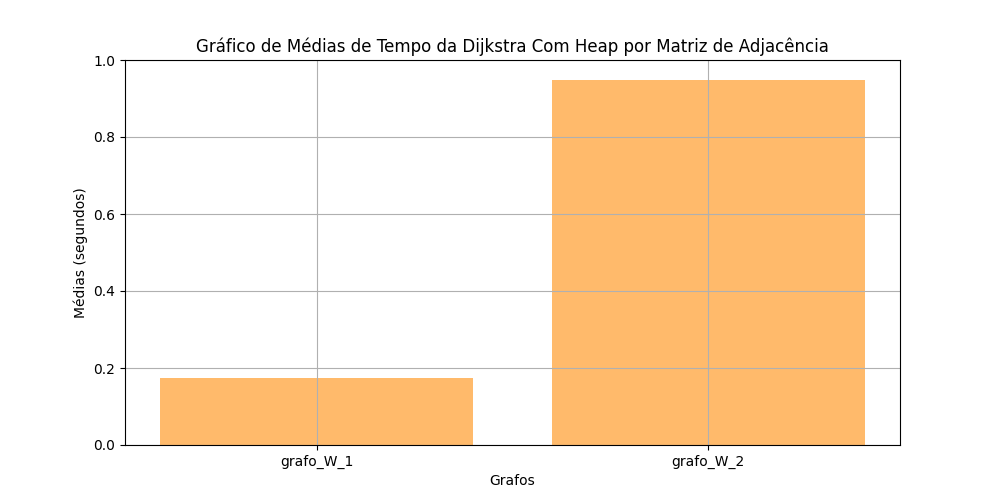 Gráfico de Médias de Tempo da Dijkstra Com Heap por Matriz de Adjacência
Médias (segundos)
1.0
0.8
0.6
0.4
0.2
0.0
grafo_W_1
grafo_W_2
Grafos